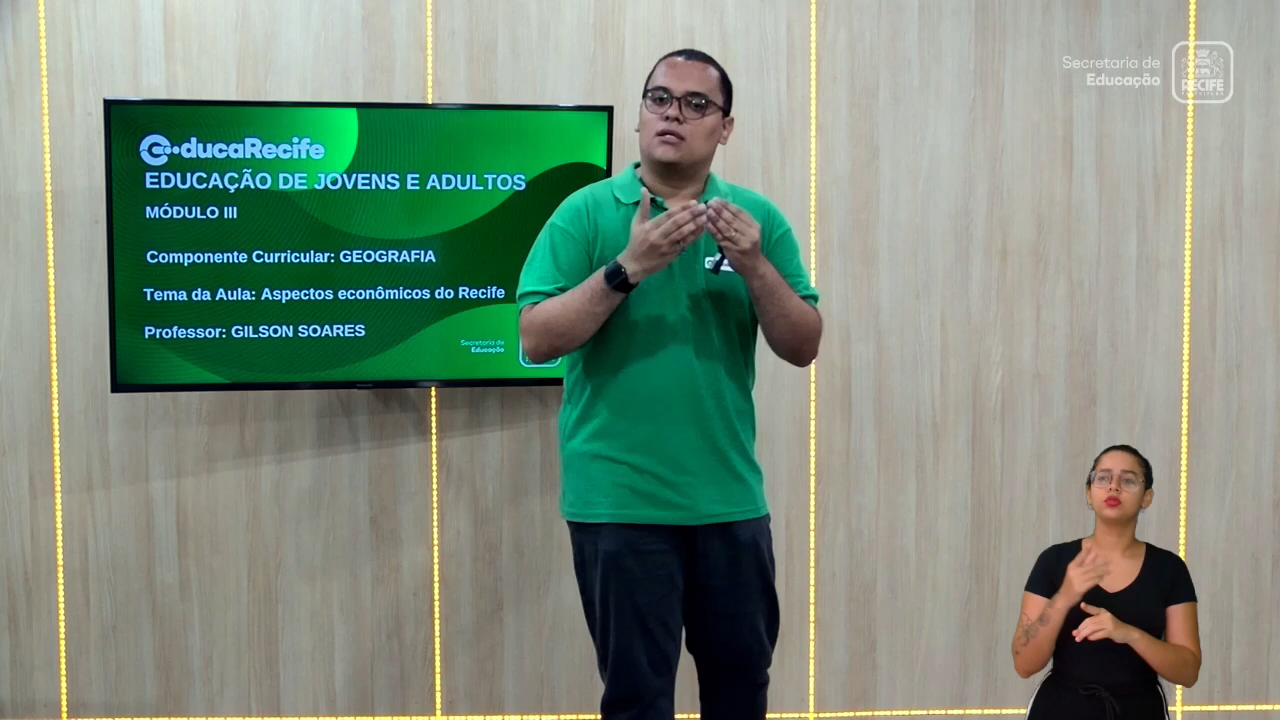 Secretaria de
Educação
RECIFE
EducaRecife
EDUCAÇÃO DE JOVENS E ADULTOS
MÓDULO III
Componente Curricular: GEOGRAFIA
Tema da Aula: Aspectos econômicos do Recife
Professor: GILSON SOARES
Secretaria de
Educação